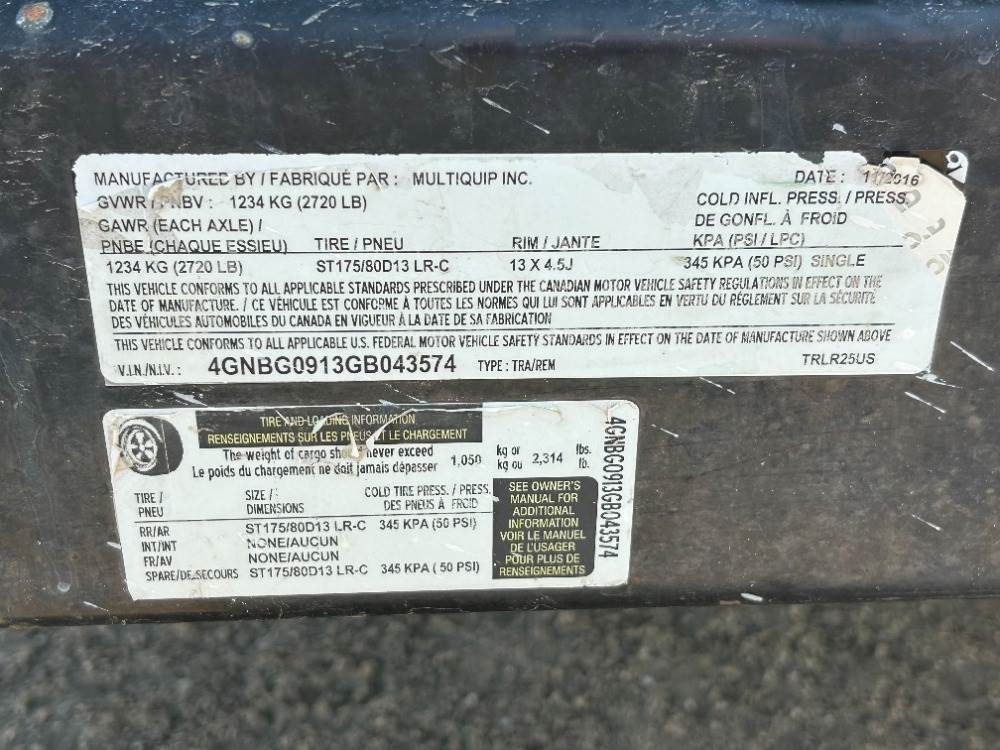 MANUFACTURED BY / FABRIQUÉ PAR : MULTIQUIP INC. DATE : 11/2016
GVWR / PNBV : 1234 KG (2720 LB) COLD INFL. PRESS. / PRESS.
GAWR (EACH AXLE) / DE GONFL. À FROID
PNBE (CHAQUE ESSIEU) TIRE / PNEU RIM / JANTE KPA (PSI / LPC)
1234 KG (2720 LB) ST175/80D13 LR-C 13 X 4.5J 345 KPA (50 PSI) SINGLE
THIS VEHICLE CONFORMS TO ALL APPLICABLE STANDARDS PRESCRIBED UNDER THE CANADIAN MOTOR VEHICLE SAFETY REGULATIONS IN EFFECT ON THE
DATE OF MANUFACTURE. / CE VÉHICULE EST CONFORME À TOUTES LES NORMES QUI LUI SONT APPLICABLES EN VERTU DU RÉGLEMENT SUR LA SÉCURITÉ
DES VÉHICULES AUTOMOBILES DU CANADA EN VIGUEUR À LA DATE DE SA FABRICATION
THIS VEHICLE CONFORMS TO ALL APPLICABLE U.S. FEDERAL MOTOR VEHICLE SAFETY STANDARDS IN EFFECT ON THE DATE OF MANUFACTURE SHOWN ABOVE
V.I.N./N.I.V. : 4GNBG0913GB043574 TYPE : TRA/REM TRLR25US
TIRE AND LOADING INFORMATION
RENSEIGNEMENTS SUR LES PNEUS ET LE CHARGEMENT
The weight of cargo should never exceed 1,050 kg or 2,314 lbs.
Le poids du chargement ne doit jamais dépasser kg ou lb.
TIRE / SIZE / COLD TIRE PRESS. / PRESS.
PNEU DIMENSIONS DES PNEUS À FROID
RR/AR ST175/80D13 LR-C 345 KPA (50 PSI)
INT/INT NONE/AUCUN
FR/AV NONE/AUCUN
SPARE/DE SECOURS ST175/80D13 LR-C 345 KPA ( 50 PSI)
SEE OWNER'S
MANUAL FOR
ADDITIONAL
INFORMATION
VOIR LE MANUEL
DE L'USAGER
POUR PLUS DE
RENSEIGNEMENTS
4GNBG0913GB043574